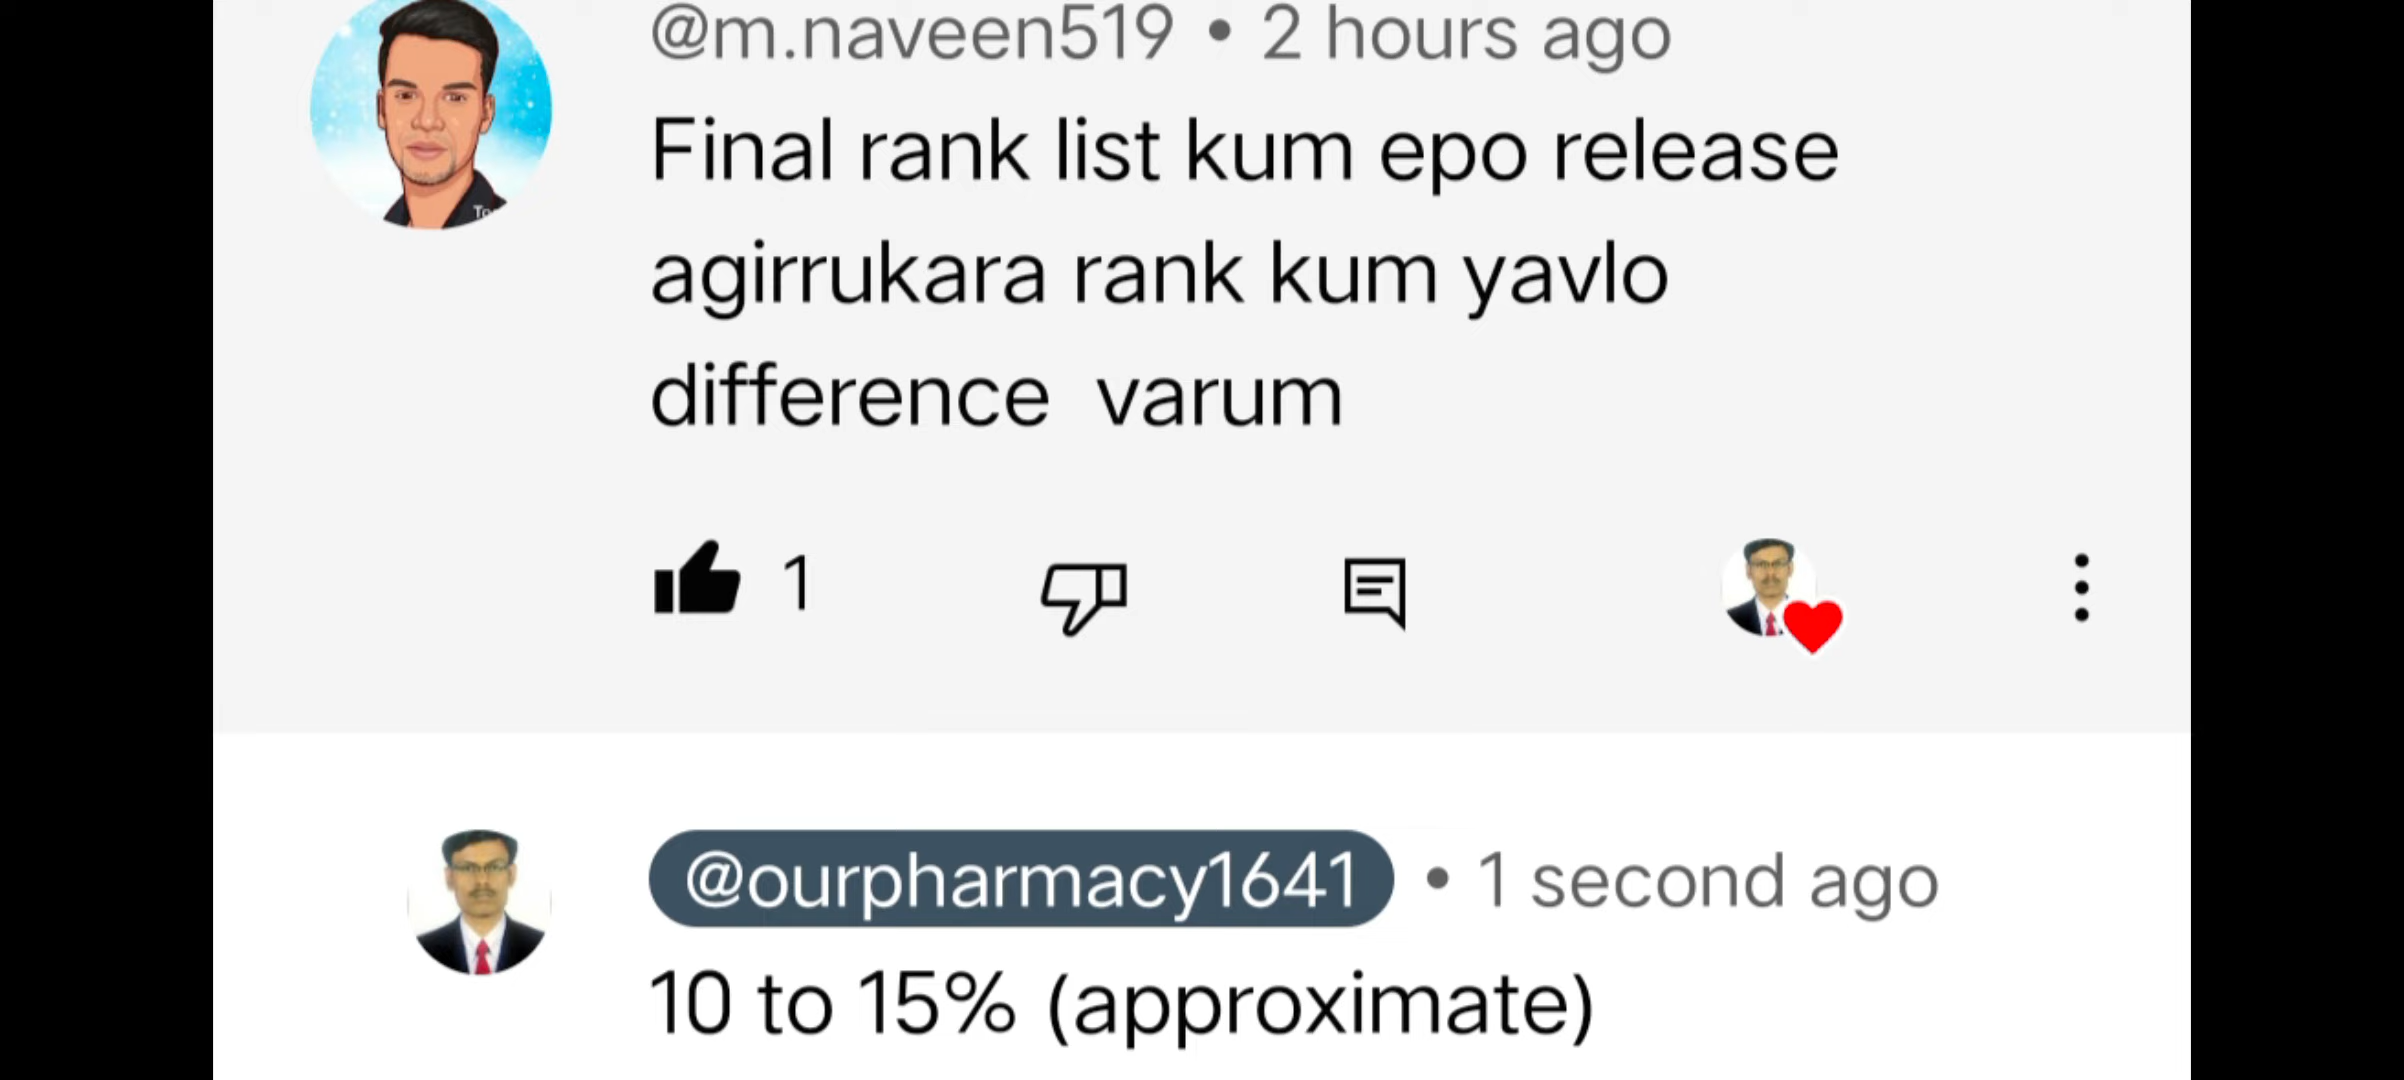 @m.naveen519 • 2 hours ago
Final rank list kum epo release
agirrukara rank kum yavlo
difference varum
1
@ourpharmacy1641 • 1 second ago
10 to 15% (approximate)